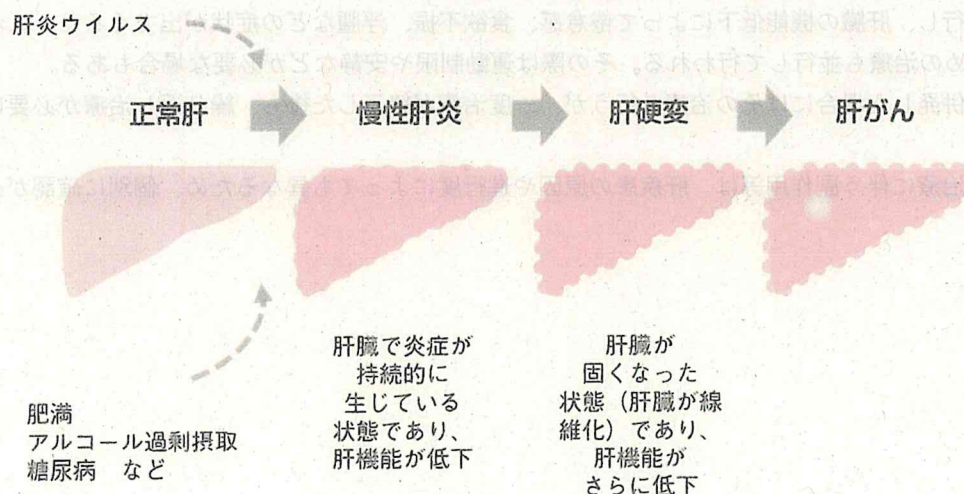 肝炎ウイルス
正常肝
慢性肝炎
肝硬変
肝がん
肝臓で炎症が
持続的に
生じている
状態であり、
肝機能が低下
肝臓が
固くなった
状態（肝臓が線
維化）であり、
肝機能が
さらに低下
肥満
アルコール過剰摂取
糖尿病　など